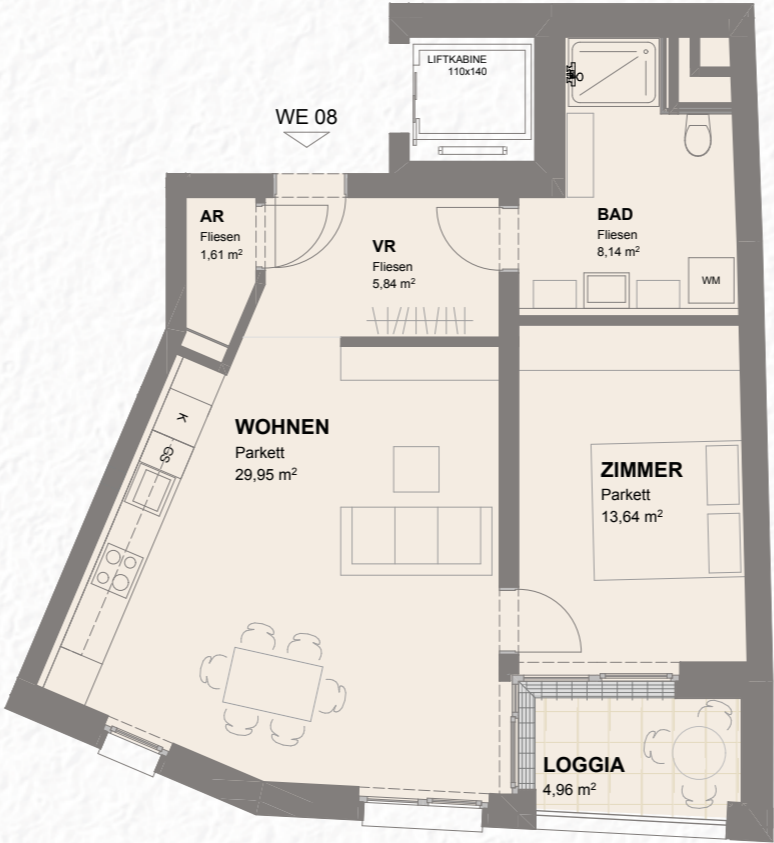 LIFTKABINE
110x140
WE 08
AR
Fliesen
1,61 m²
VR
Fliesen
5,84 m²
BAD
Fliesen
8,14 m²
WM
K
GS
WOHNEN
Parkett
29,95 m²
ZIMMER
Parkett
13,64 m²
LOGGIA
4,96 m²